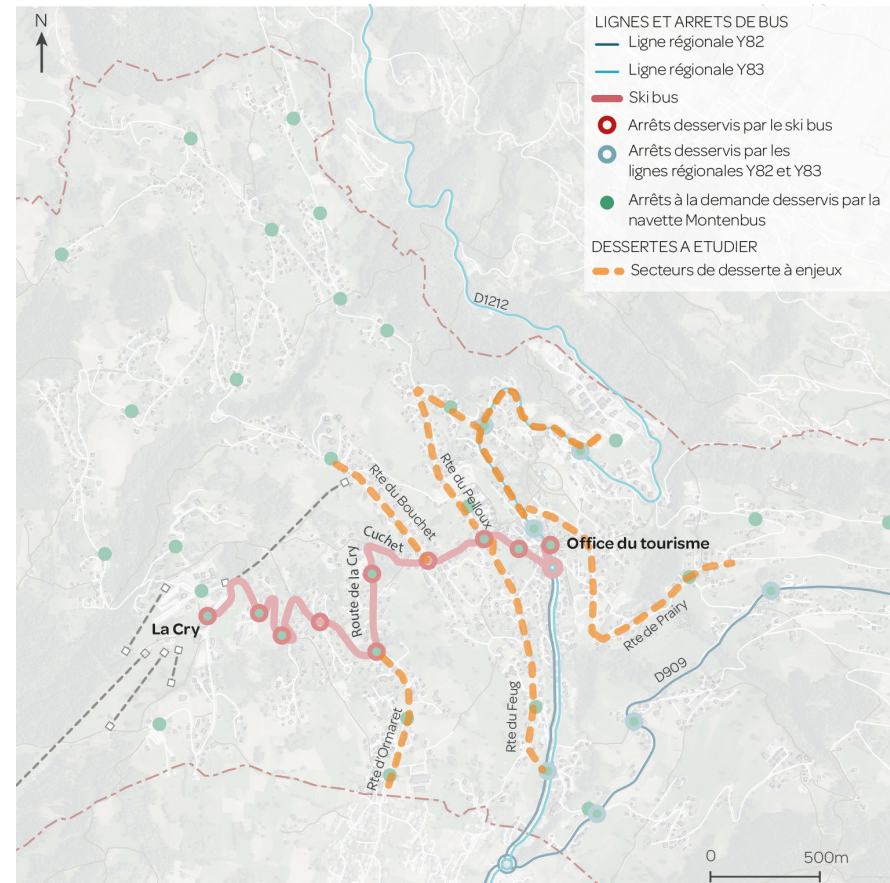 N
LIGNES ET ARRETS DE BUS
Ligne régionale Y82
Ligne régionale Y83
Ski bus
Arrêts desservis par le ski bus
Arrêts desservis par les
lignes régionales Y82 et Y83
Arrêts à la demande desservis par la
navette Montenbus
DESSERTES A ETUDIER
Secteurs de desserte à enjeux
D1212
Rte du Bouchet
Rte du Pelloux
Cuchet
Office du tourisme
Route de la Cry
La Cry
Rte de Prairy
D909
Rte du Feug
Rte d'Ormaret
0
500m